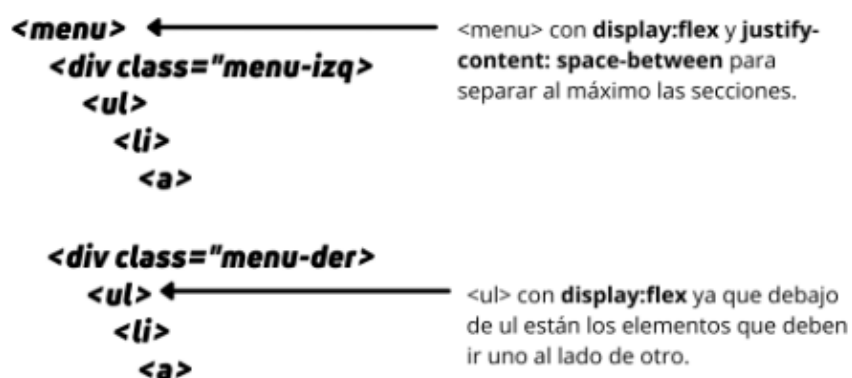 <menu>
<menu> con display:flex y justify-
content: space-between para
separar al máximo las secciones.
<div class="menu-izq>
<ul>
<li>
<a>
<div class="menu-der>
<ul>
<ul> con display:flex ya que debajo
de ul están los elementos que deben
ir uno al lado de otro.
<li>
<a>